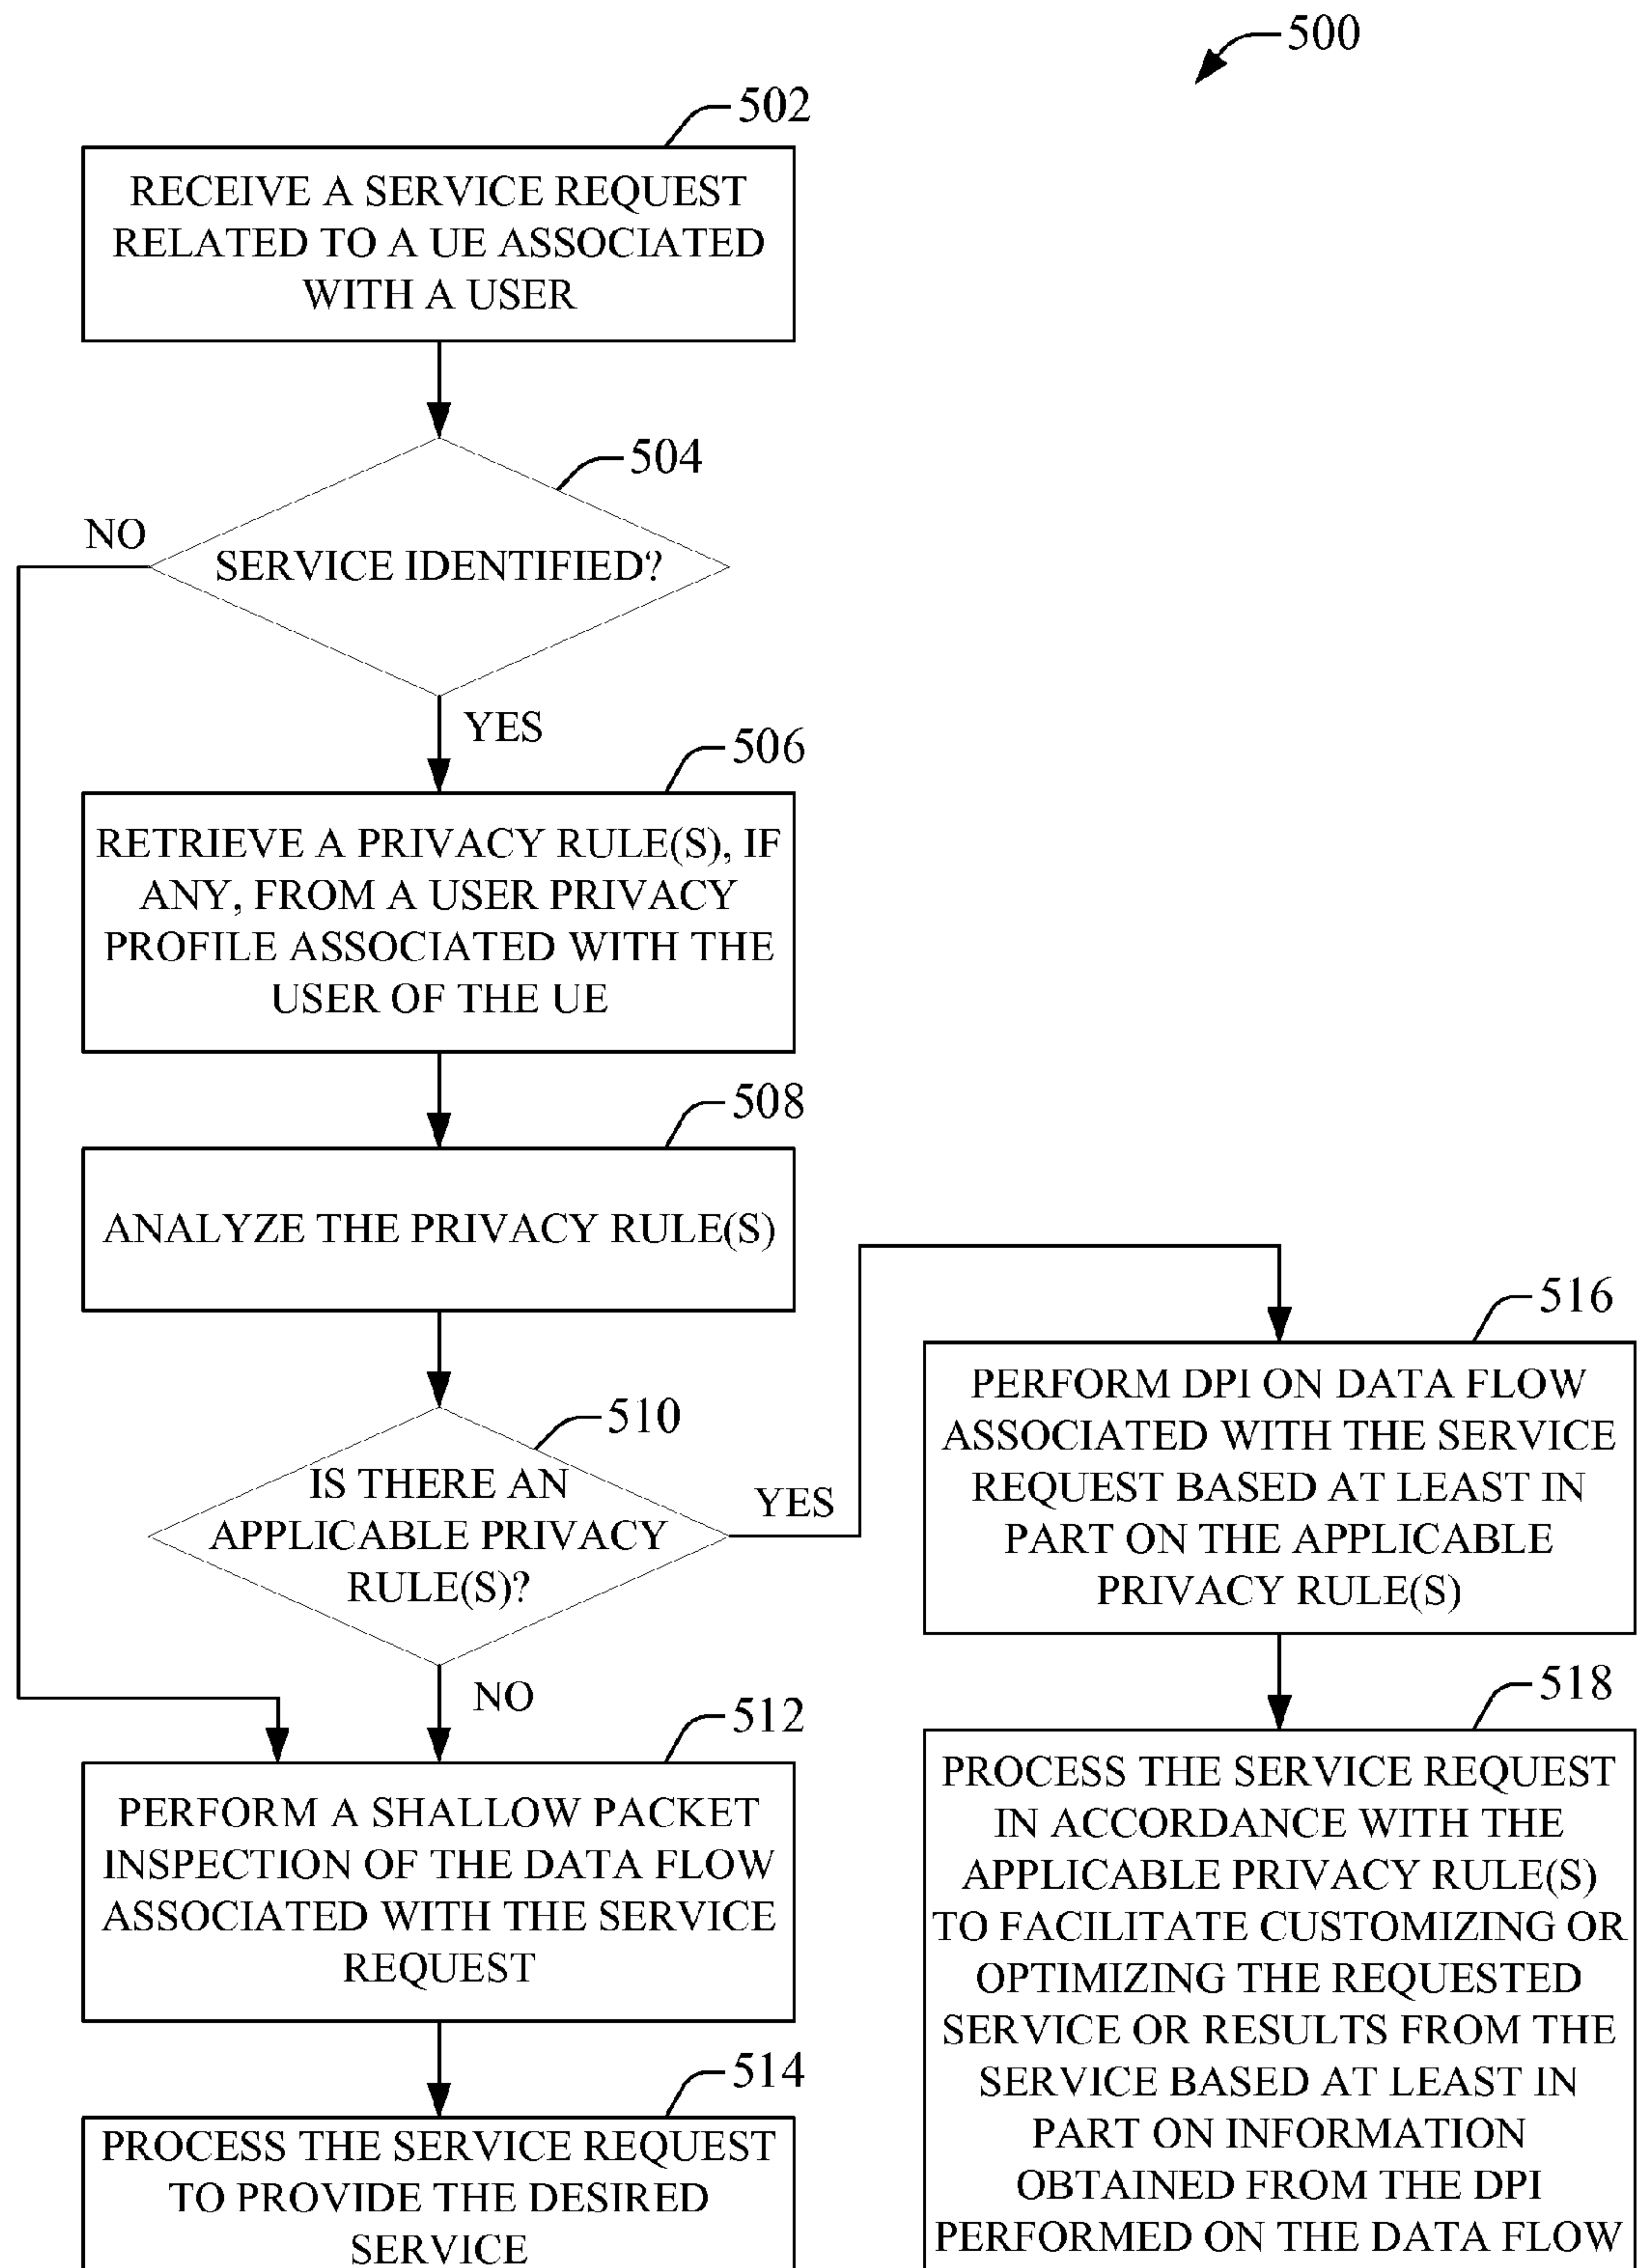 500
502
RECEIVE A SERVICE REQUEST
RELATED TO A UE ASSOCIATED
WITH A USER
504
NO
SERVICE IDENTIFIED?
YES
506
RETRIEVE A PRIVACY RULE(S), IF
ANY, FROM A USER PRIVACY
PROFILE ASSOCIATED WITH THE
USER OF THE UE
508
ANALYZE THE PRIVACY RULE(S)
510
IS THERE AN
APPLICABLE PRIVACY
RULE(S)?
YES
NO
512
PERFORM A SHALLOW PACKET
INSPECTION OF THE DATA FLOW
ASSOCIATED WITH THE SERVICE
REQUEST
514
PROCESS THE SERVICE REQUEST
TO PROVIDE THE DESIRED
SERVICE
516
PERFORM DPI ON DATA FLOW
ASSOCIATED WITH THE SERVICE
REQUEST BASED AT LEAST IN
PART ON THE APPLICABLE
PRIVACY RULE(S)
518
PROCESS THE SERVICE REQUEST
IN ACCORDANCE WITH THE
APPLICABLE PRIVACY RULE(S)
TO FACILITATE CUSTOMIZING OR
OPTIMIZING THE REQUESTED
SERVICE OR RESULTS FROM THE
SERVICE BASED AT LEAST IN
PART ON INFORMATION
OBTAINED FROM THE DPI
PERFORMED ON THE DATA FLOW